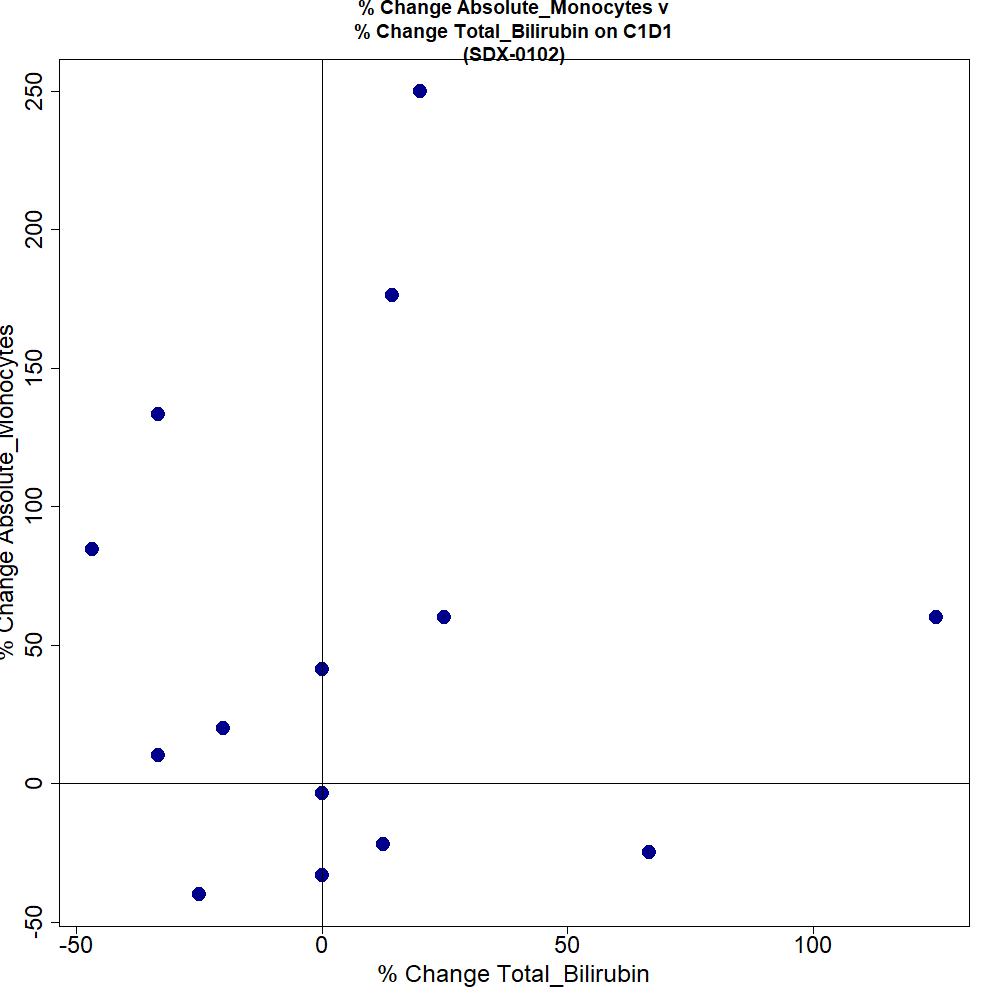 % Change Absolute_Monocytes v
% Change Total_Bilirubin on C1D1
(SDX-0102)
% Change Absolute_Monocytes
250
200
150
100
50
0
-50
-50
0
50
100
% Change Total_Bilirubin